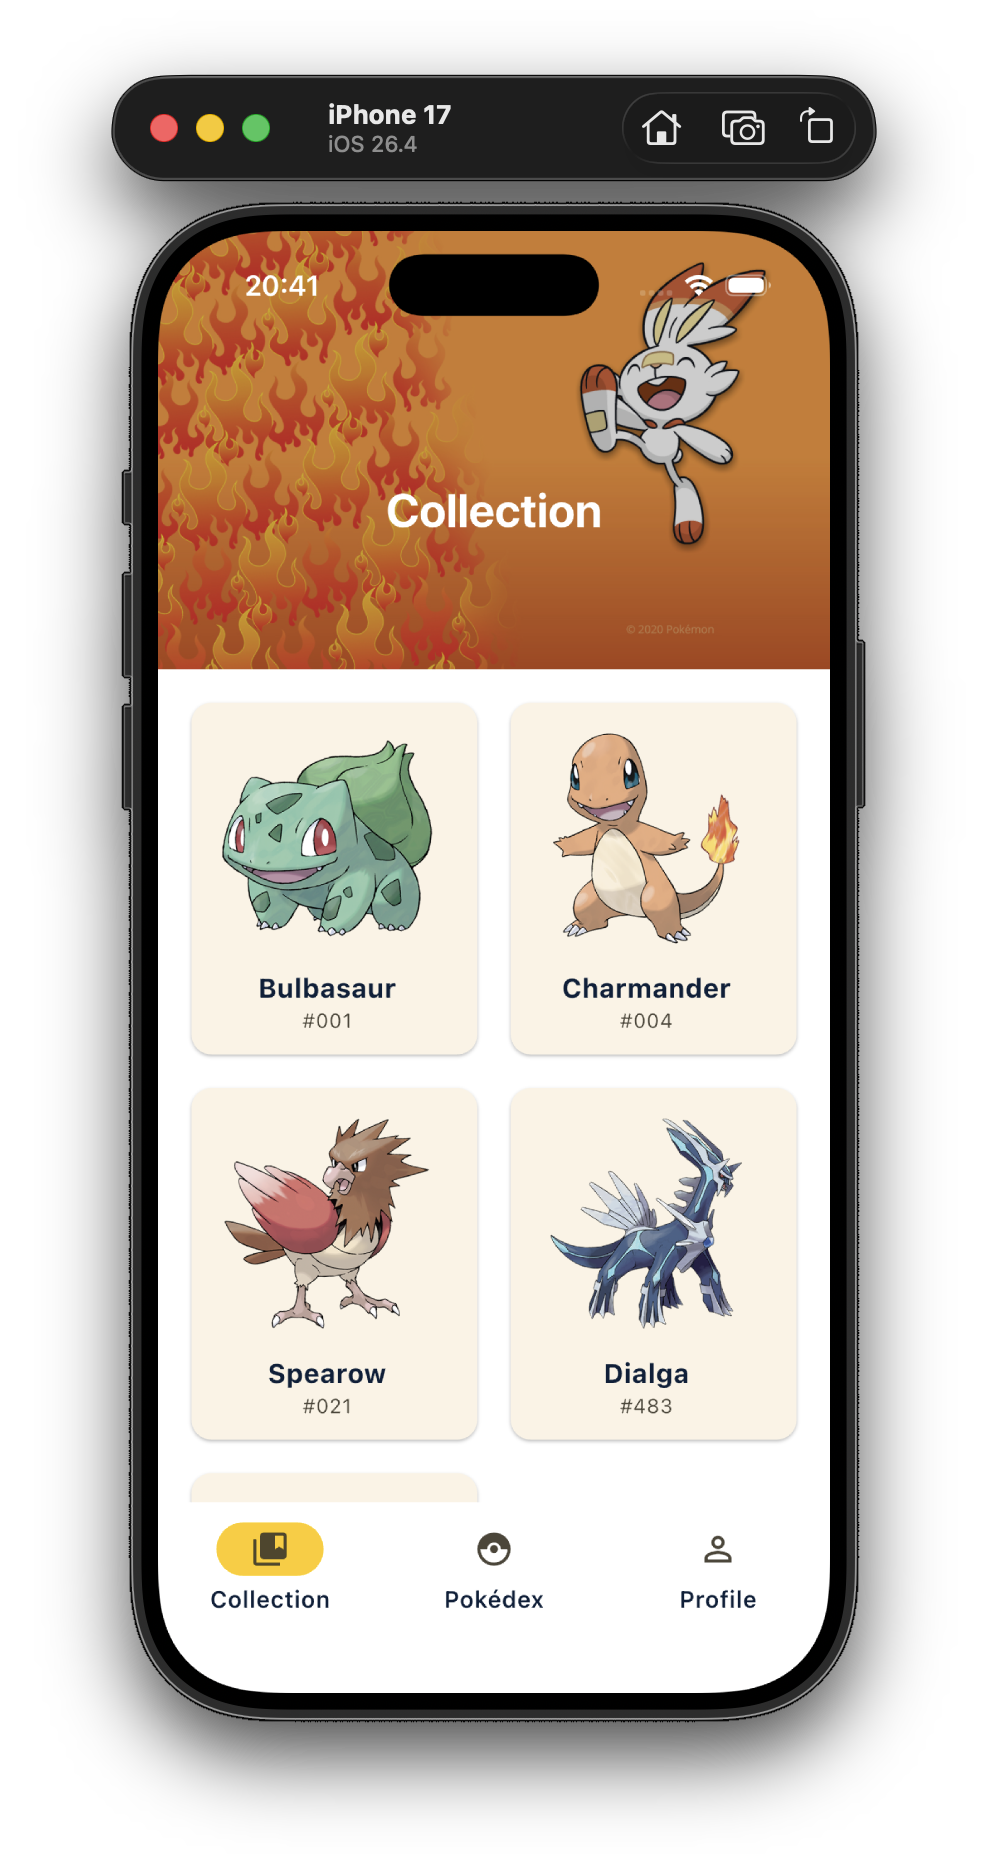 iPhone 17
iOS 26.4
20:41
Collection
© 2020 Pokémon
Bulbasaur
#001
Charmander
#004
Spearow
#021
Dialga
#483
Collection
Pokédex
Profile